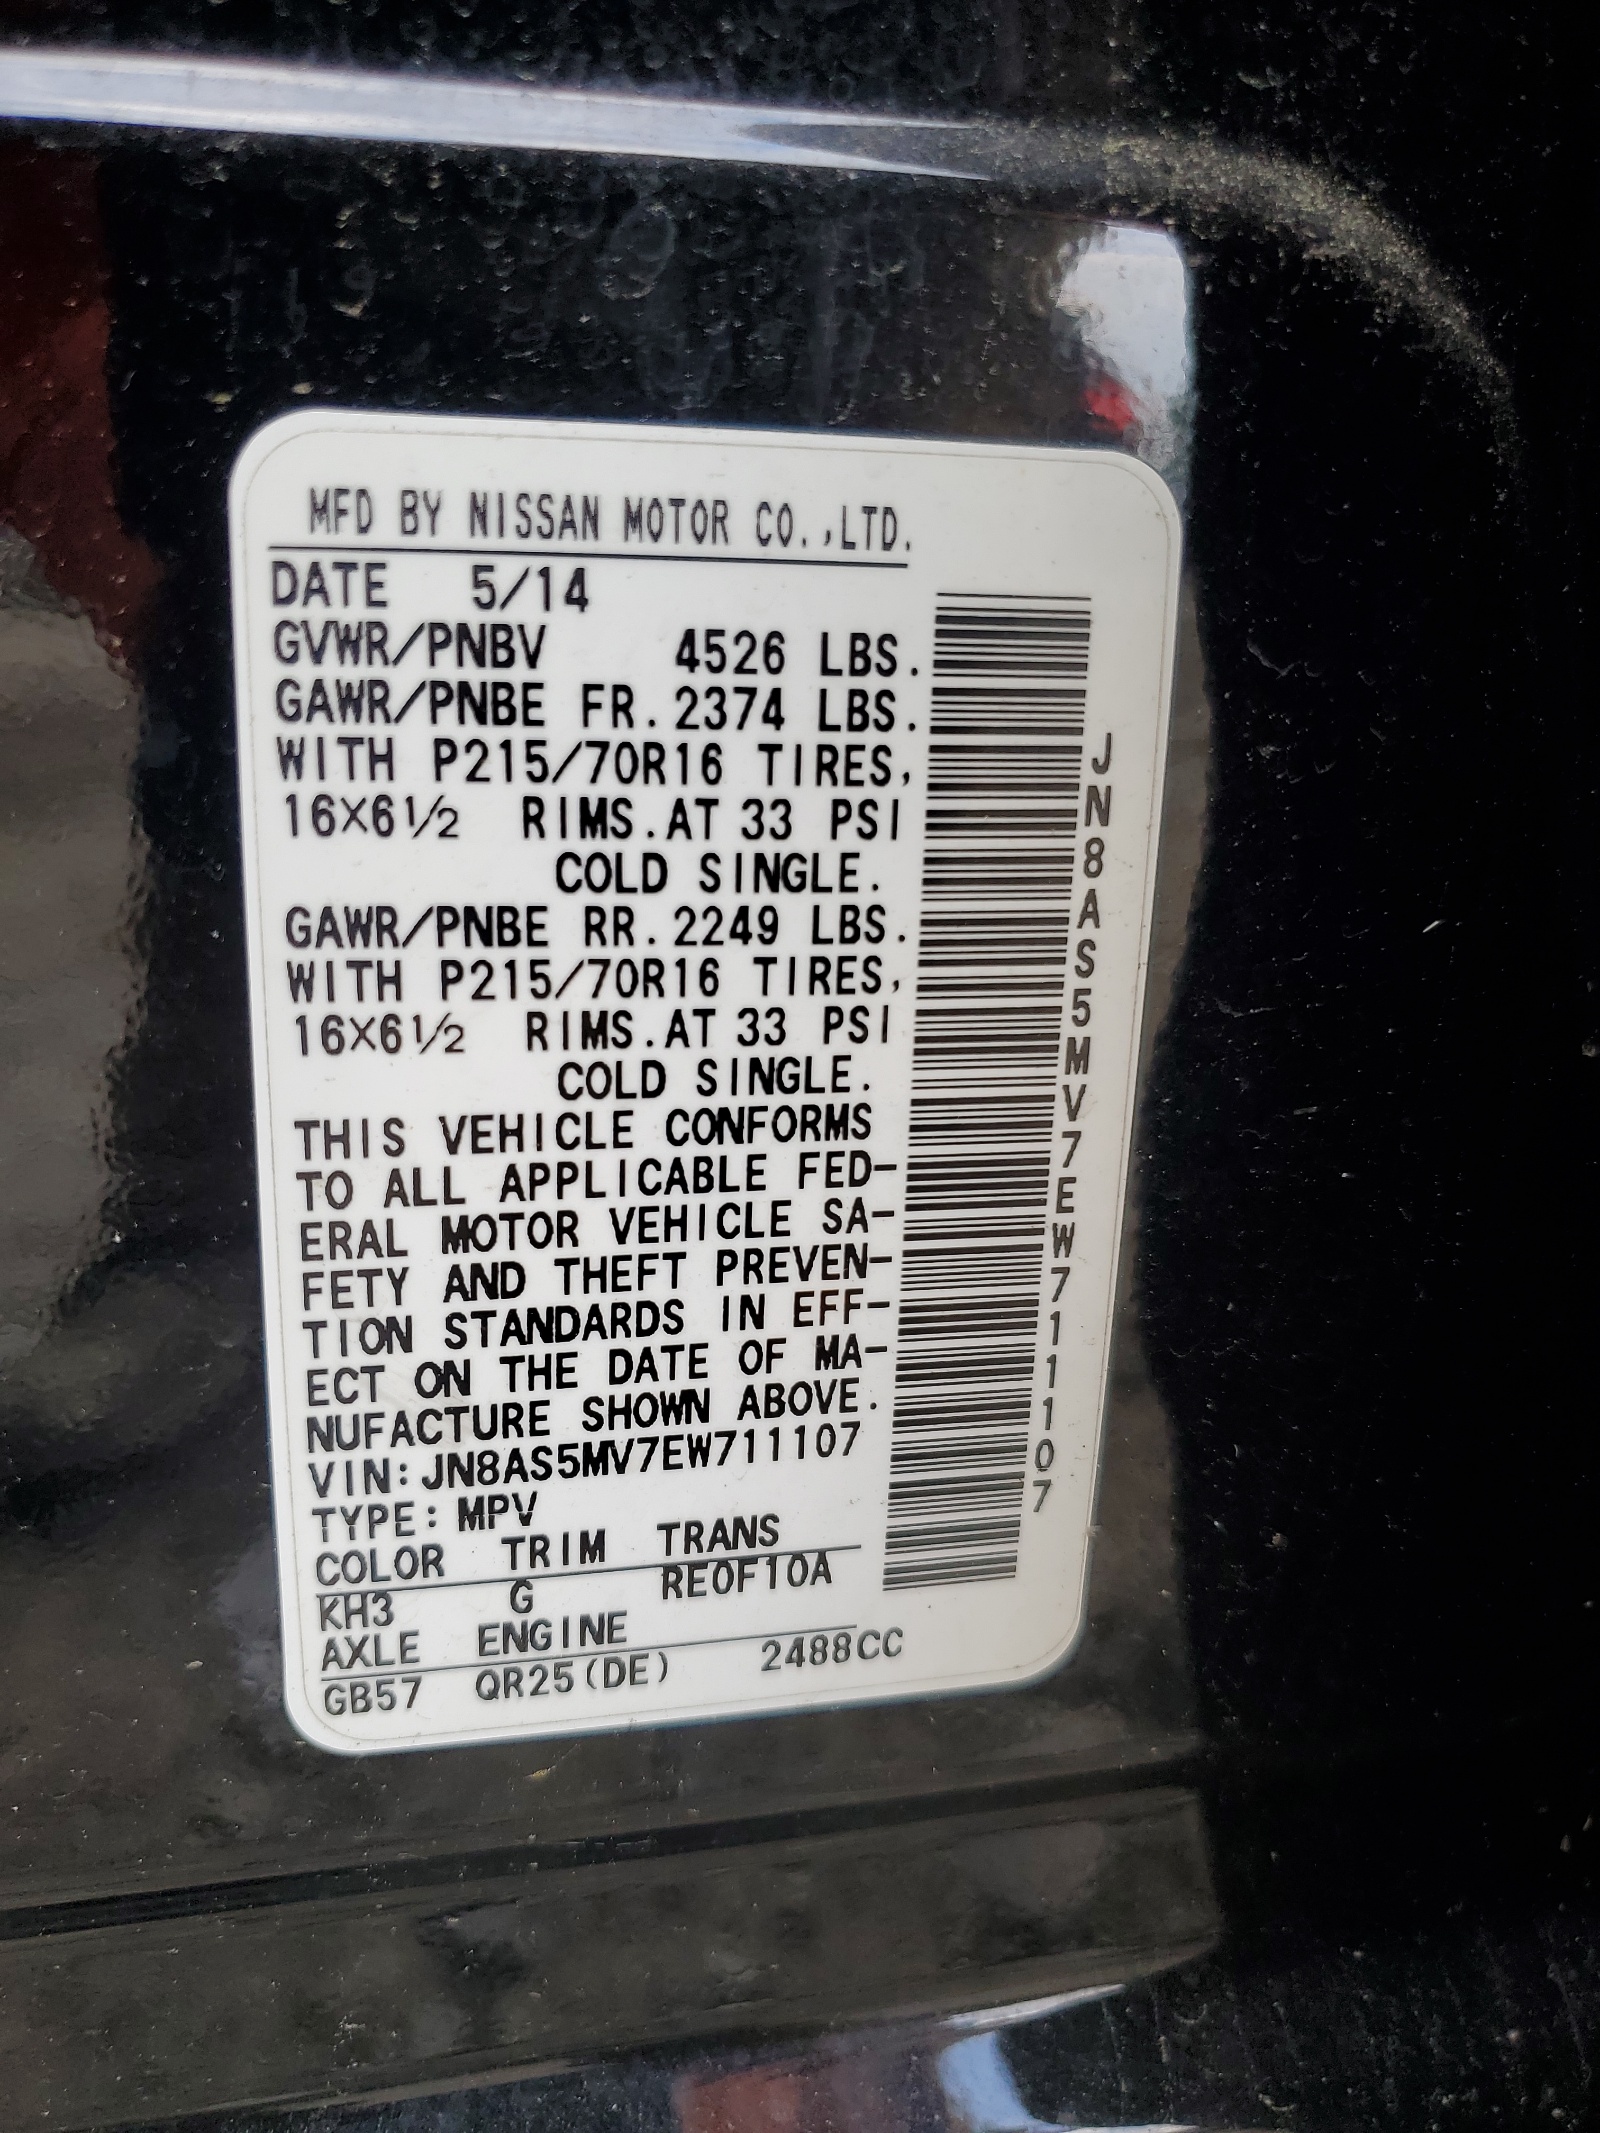 MFD BY NISSAN MOTOR CO.,LTD.
DATE 5/14
GVWR/PNBV 4526 LBS.
GAWR/PNBE FR.2374 LBS.
WITH P215/70R16 TIRES,
16X6½ RIMS.AT 33 PSI
COLD SINGLE.
GAWR/PNBE RR.2249 LBS.
WITH P215/70R16 TIRES,
16X6½ RIMS.AT 33 PSI
COLD SINGLE.
THIS VEHICLE CONFORMS
TO ALL APPLICABLE FED-
ERAL MOTOR VEHICLE SA-
FETY AND THEFT PREVEN-
TION STANDARDS IN EFF-
ECT ON THE DATE OF MA-
NUFACTURE SHOWN ABOVE.
VIN:JN8AS5MV7EW711107
TYPE:MPV
COLOR TRIM TRANS
KH3 G RE0F10A
AXLE ENGINE
GB57 QR25(DE) 2488CC
JN8AS5MV7EW711107